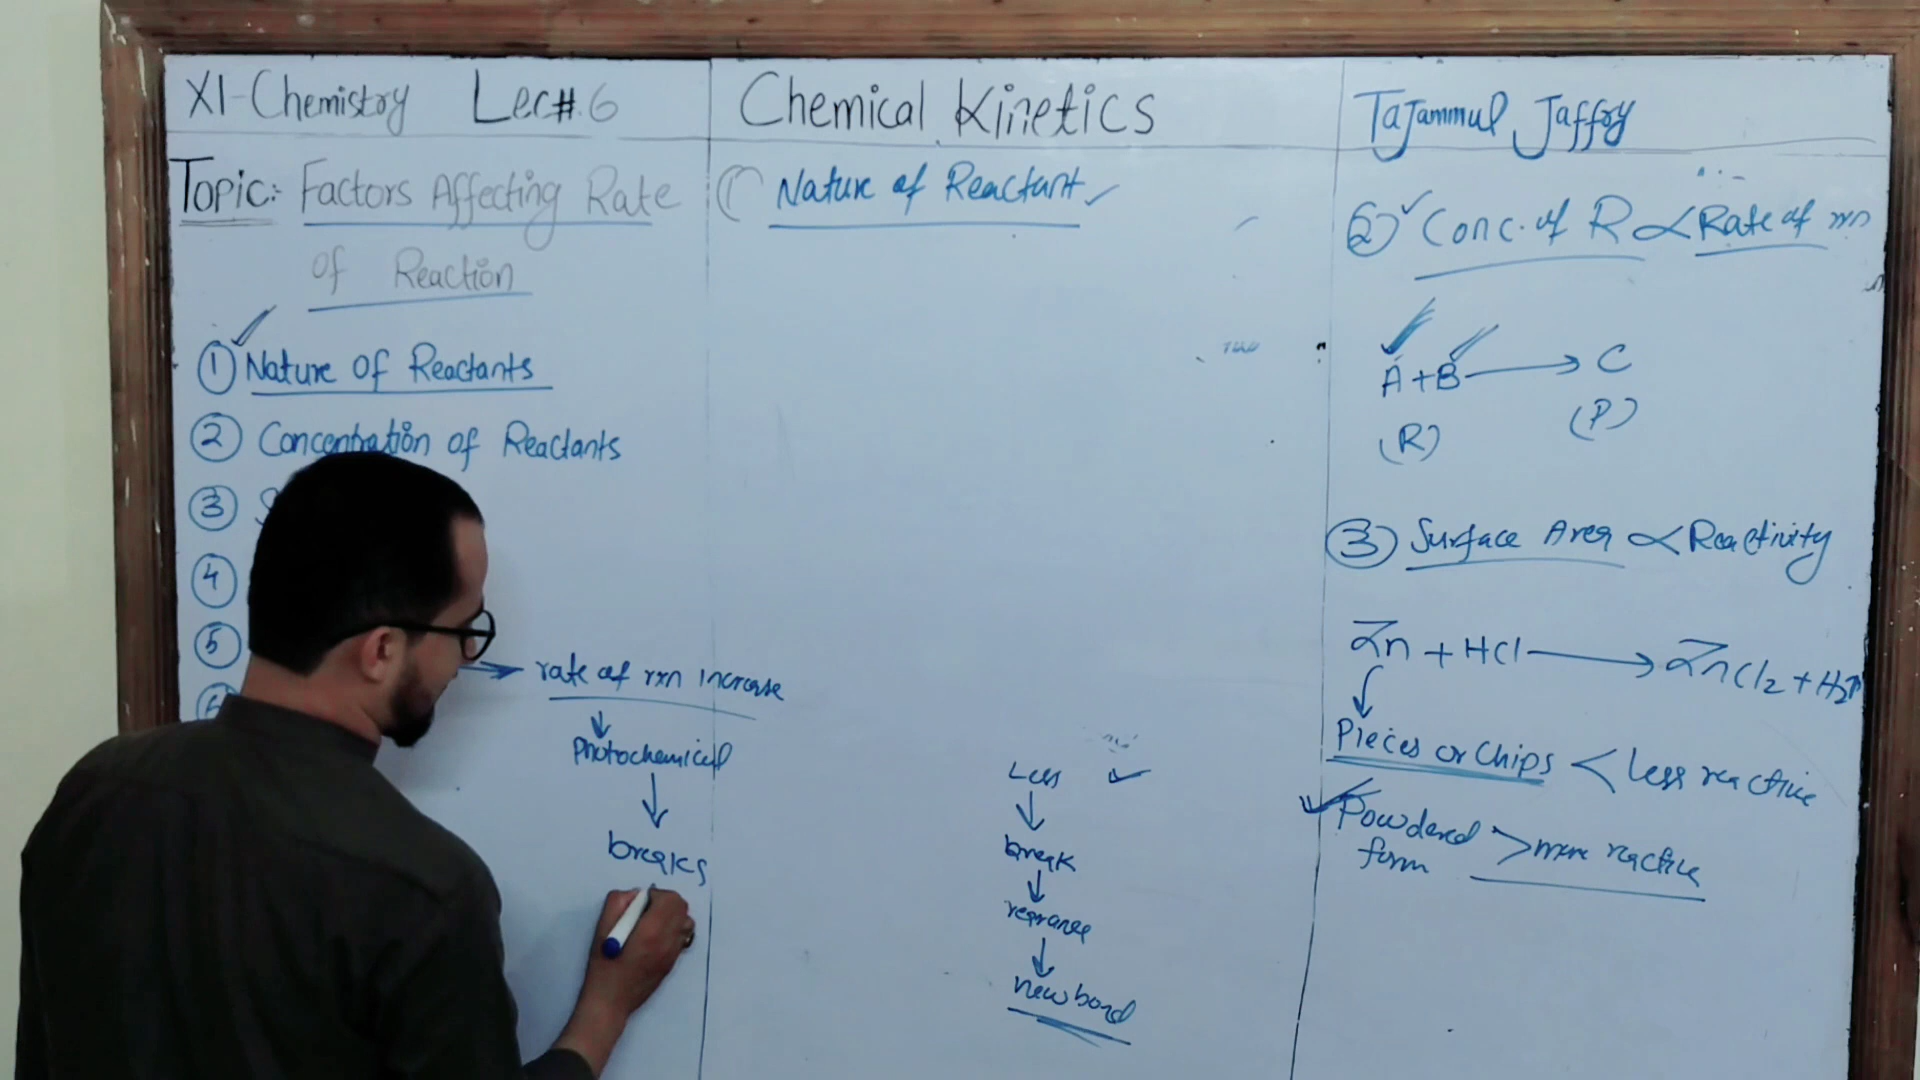 XI-Chemistry Lec#.6
Chemical Kinetics
Tajammul Jaffry
Topic:- Factors Affecting Rate
of Reaction
① Nature Of Reactants
② Concentration of Reactants
③ S
④
⑤
⑥
→ rate of rxn increase
↓
Photochemical
↓
breaks
① Nature of Reactant ✓
Less ✓
↓
break
↓
rearrange
↓
new bond
② ✓ Conc. of R ∝ Rate of rxn
A + B ⟶ C
(R) (P)
③ Surface Area ∝ Reactivity
Zn + HCl ⟶ ZnCl2 + H2↑
↓
Pieces or Chips < Less reactive
✓ Powdered > more reactive
form